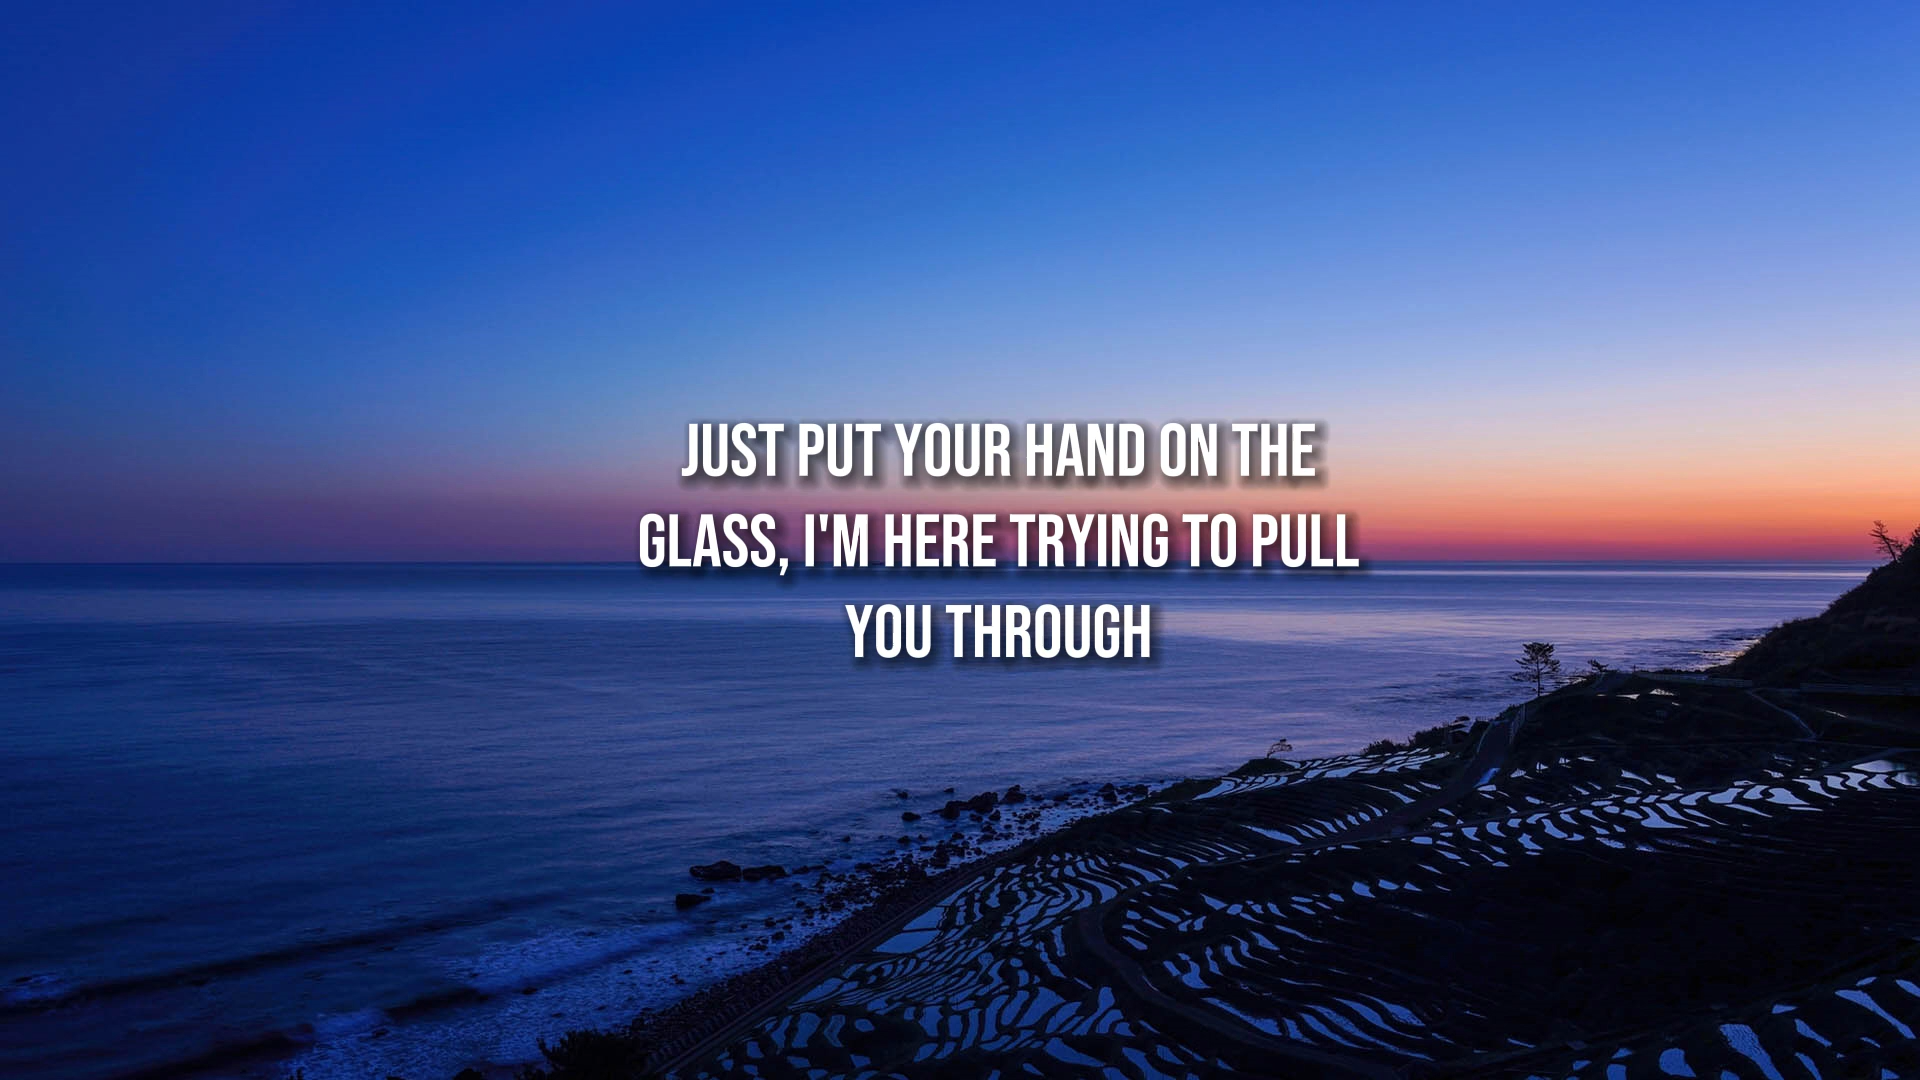 JUST PUT YOUR HAND ON THE
GLASS, I'M HERE TRYING TO PULL
YOU THROUGH